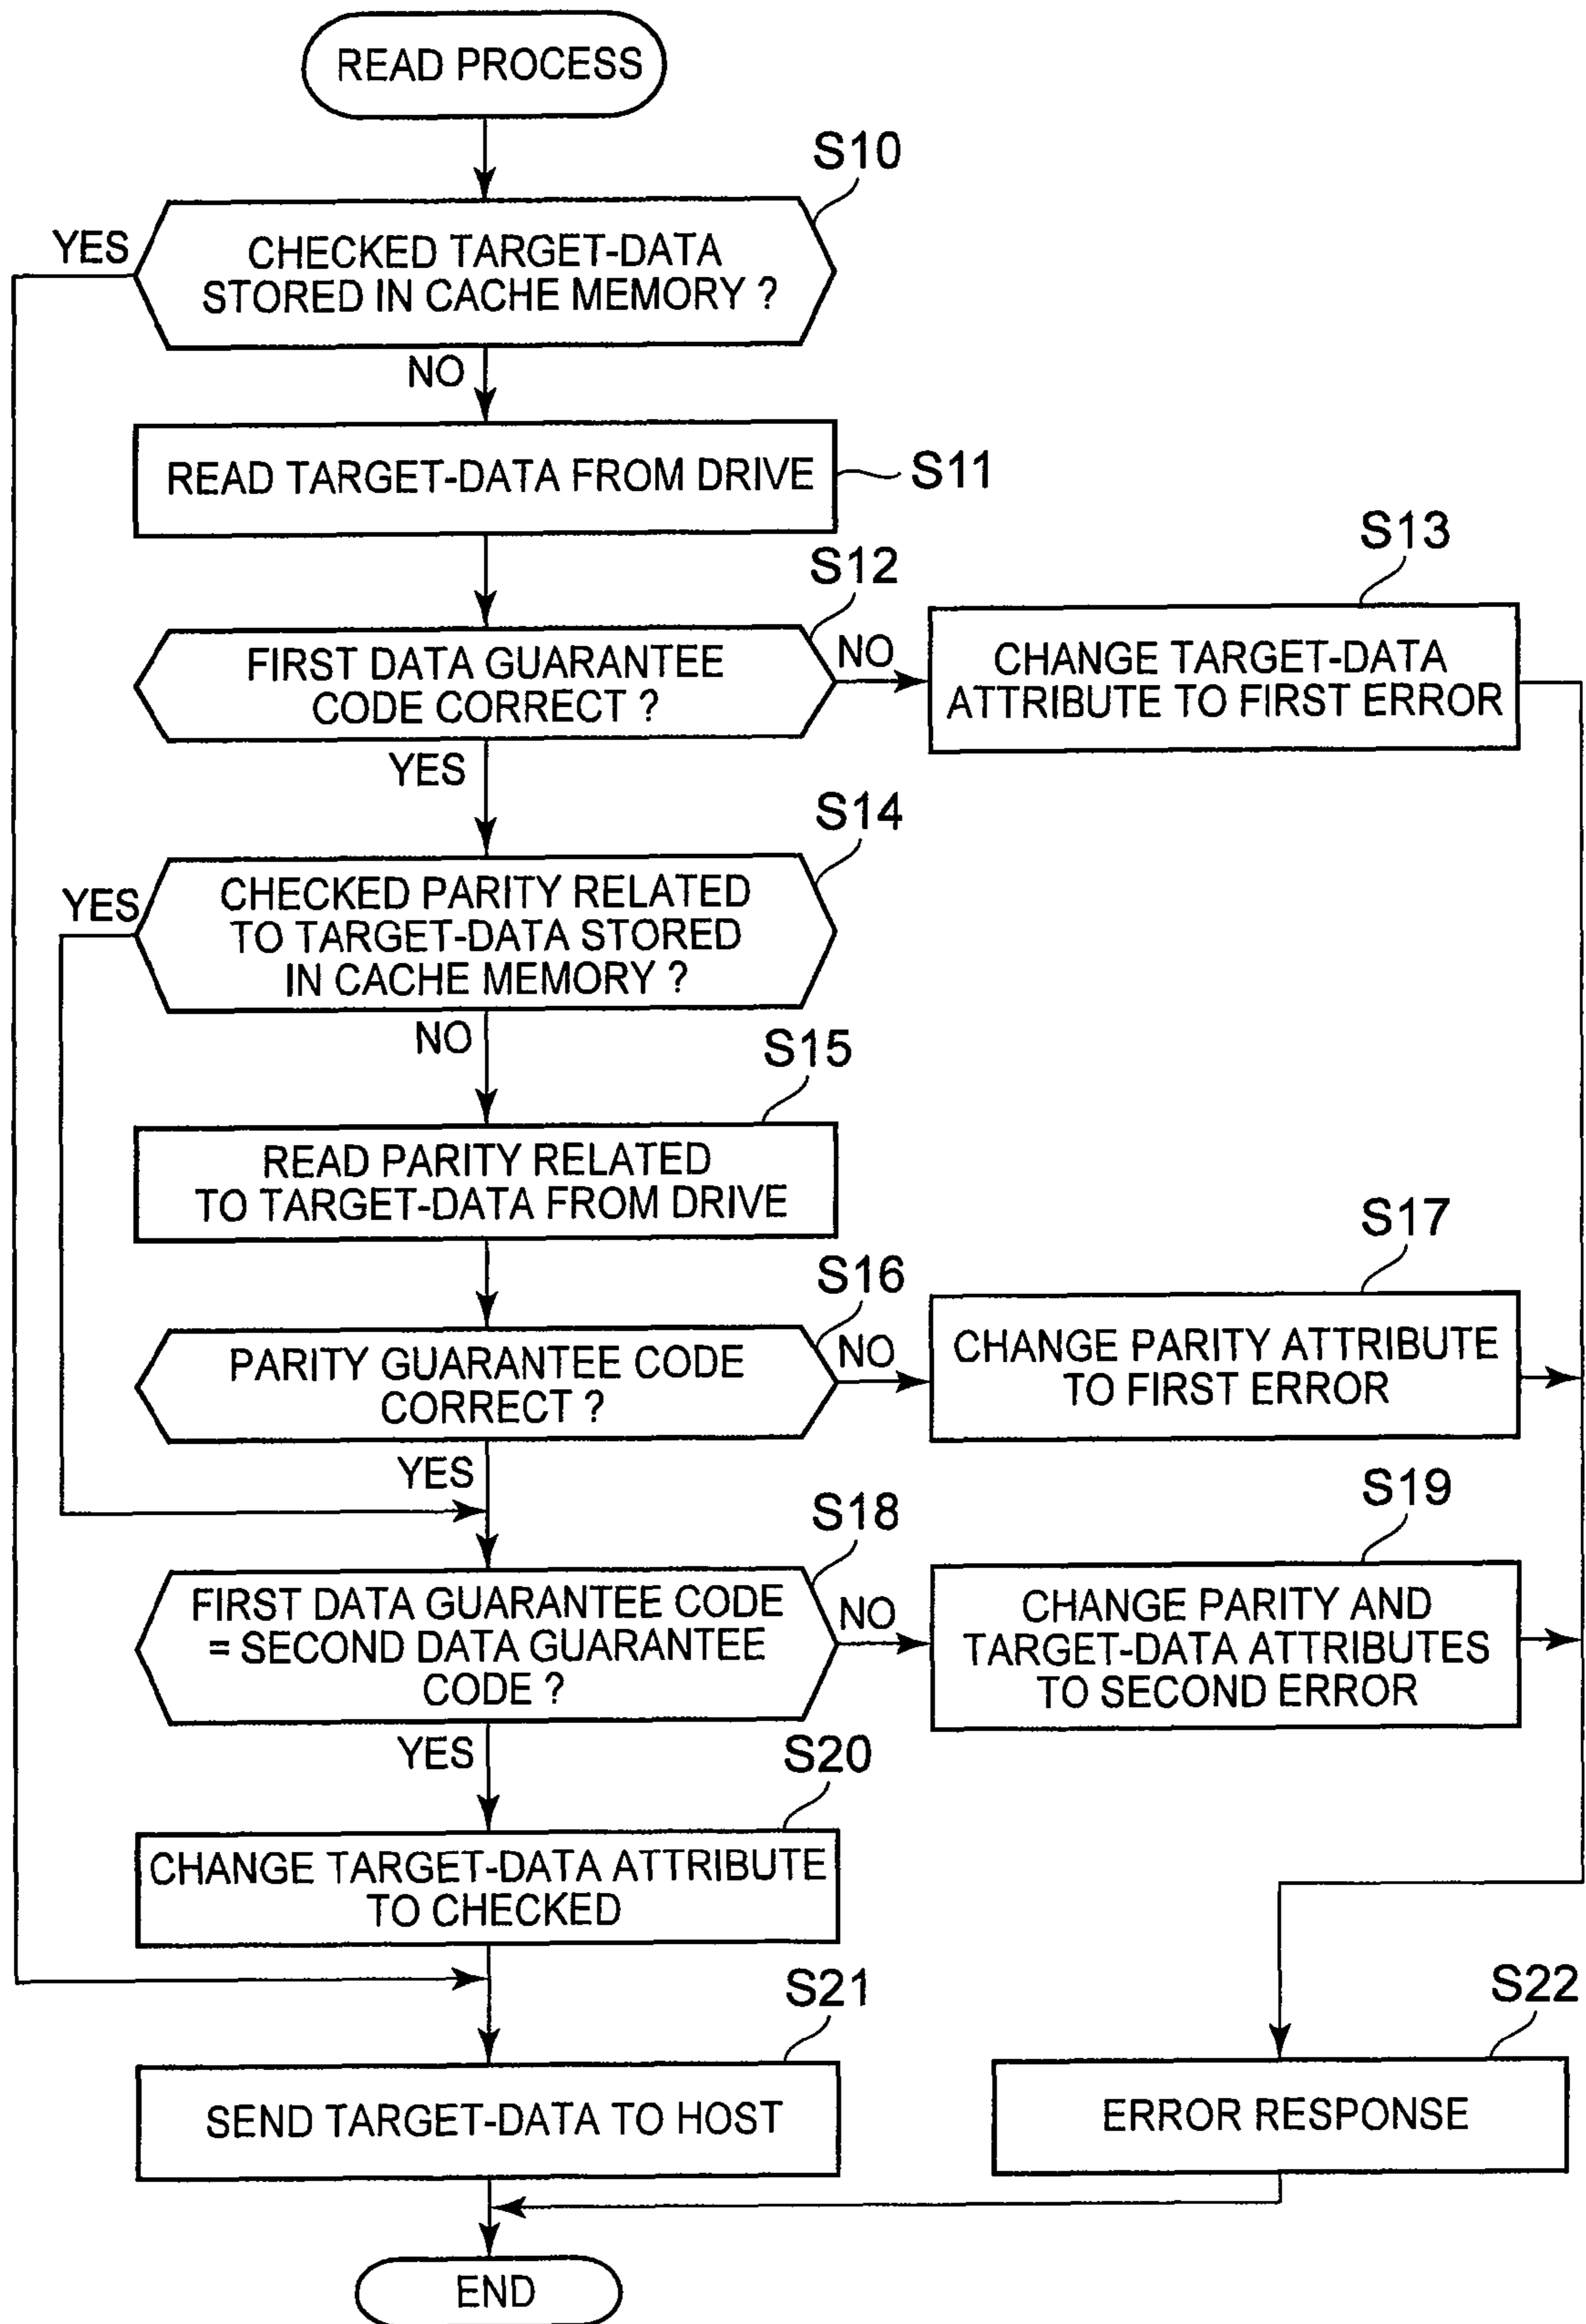 READ PROCESS
S10
YES
CHECKED TARGET-DATA
STORED IN CACHE MEMORY ?
NO
READ TARGET-DATA FROM DRIVE
S11
S12
S13
FIRST DATA GUARANTEE
CODE CORRECT ?
NO
CHANGE TARGET-DATA
ATTRIBUTE TO FIRST ERROR
YES
S14
YES
CHECKED PARITY RELATED
TO TARGET-DATA STORED
IN CACHE MEMORY ?
NO
S15
READ PARITY RELATED
TO TARGET-DATA FROM DRIVE
S16
S17
PARITY GUARANTEE CODE
CORRECT ?
NO
CHANGE PARITY ATTRIBUTE
TO FIRST ERROR
YES
S18
S19
FIRST DATA GUARANTEE CODE
= SECOND DATA GUARANTEE
CODE ?
NO
CHANGE PARITY AND
TARGET-DATA ATTRIBUTES
TO SECOND ERROR
YES
S20
CHANGE TARGET-DATA ATTRIBUTE
TO CHECKED
S21
S22
SEND TARGET-DATA TO HOST
ERROR RESPONSE
END